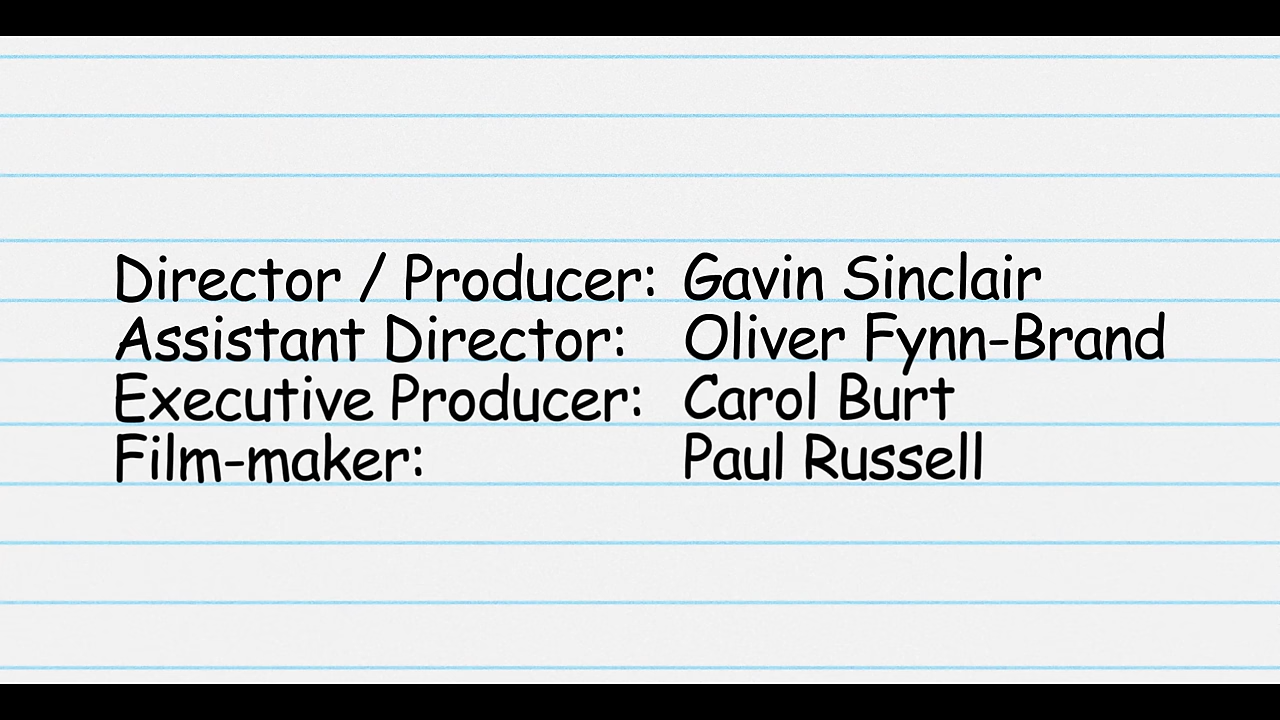 Director / Producer: Gavin Sinclair
Assistant Director: Oliver Fynn-Brand
Executive Producer: Carol Burt
Film-maker: Paul Russell